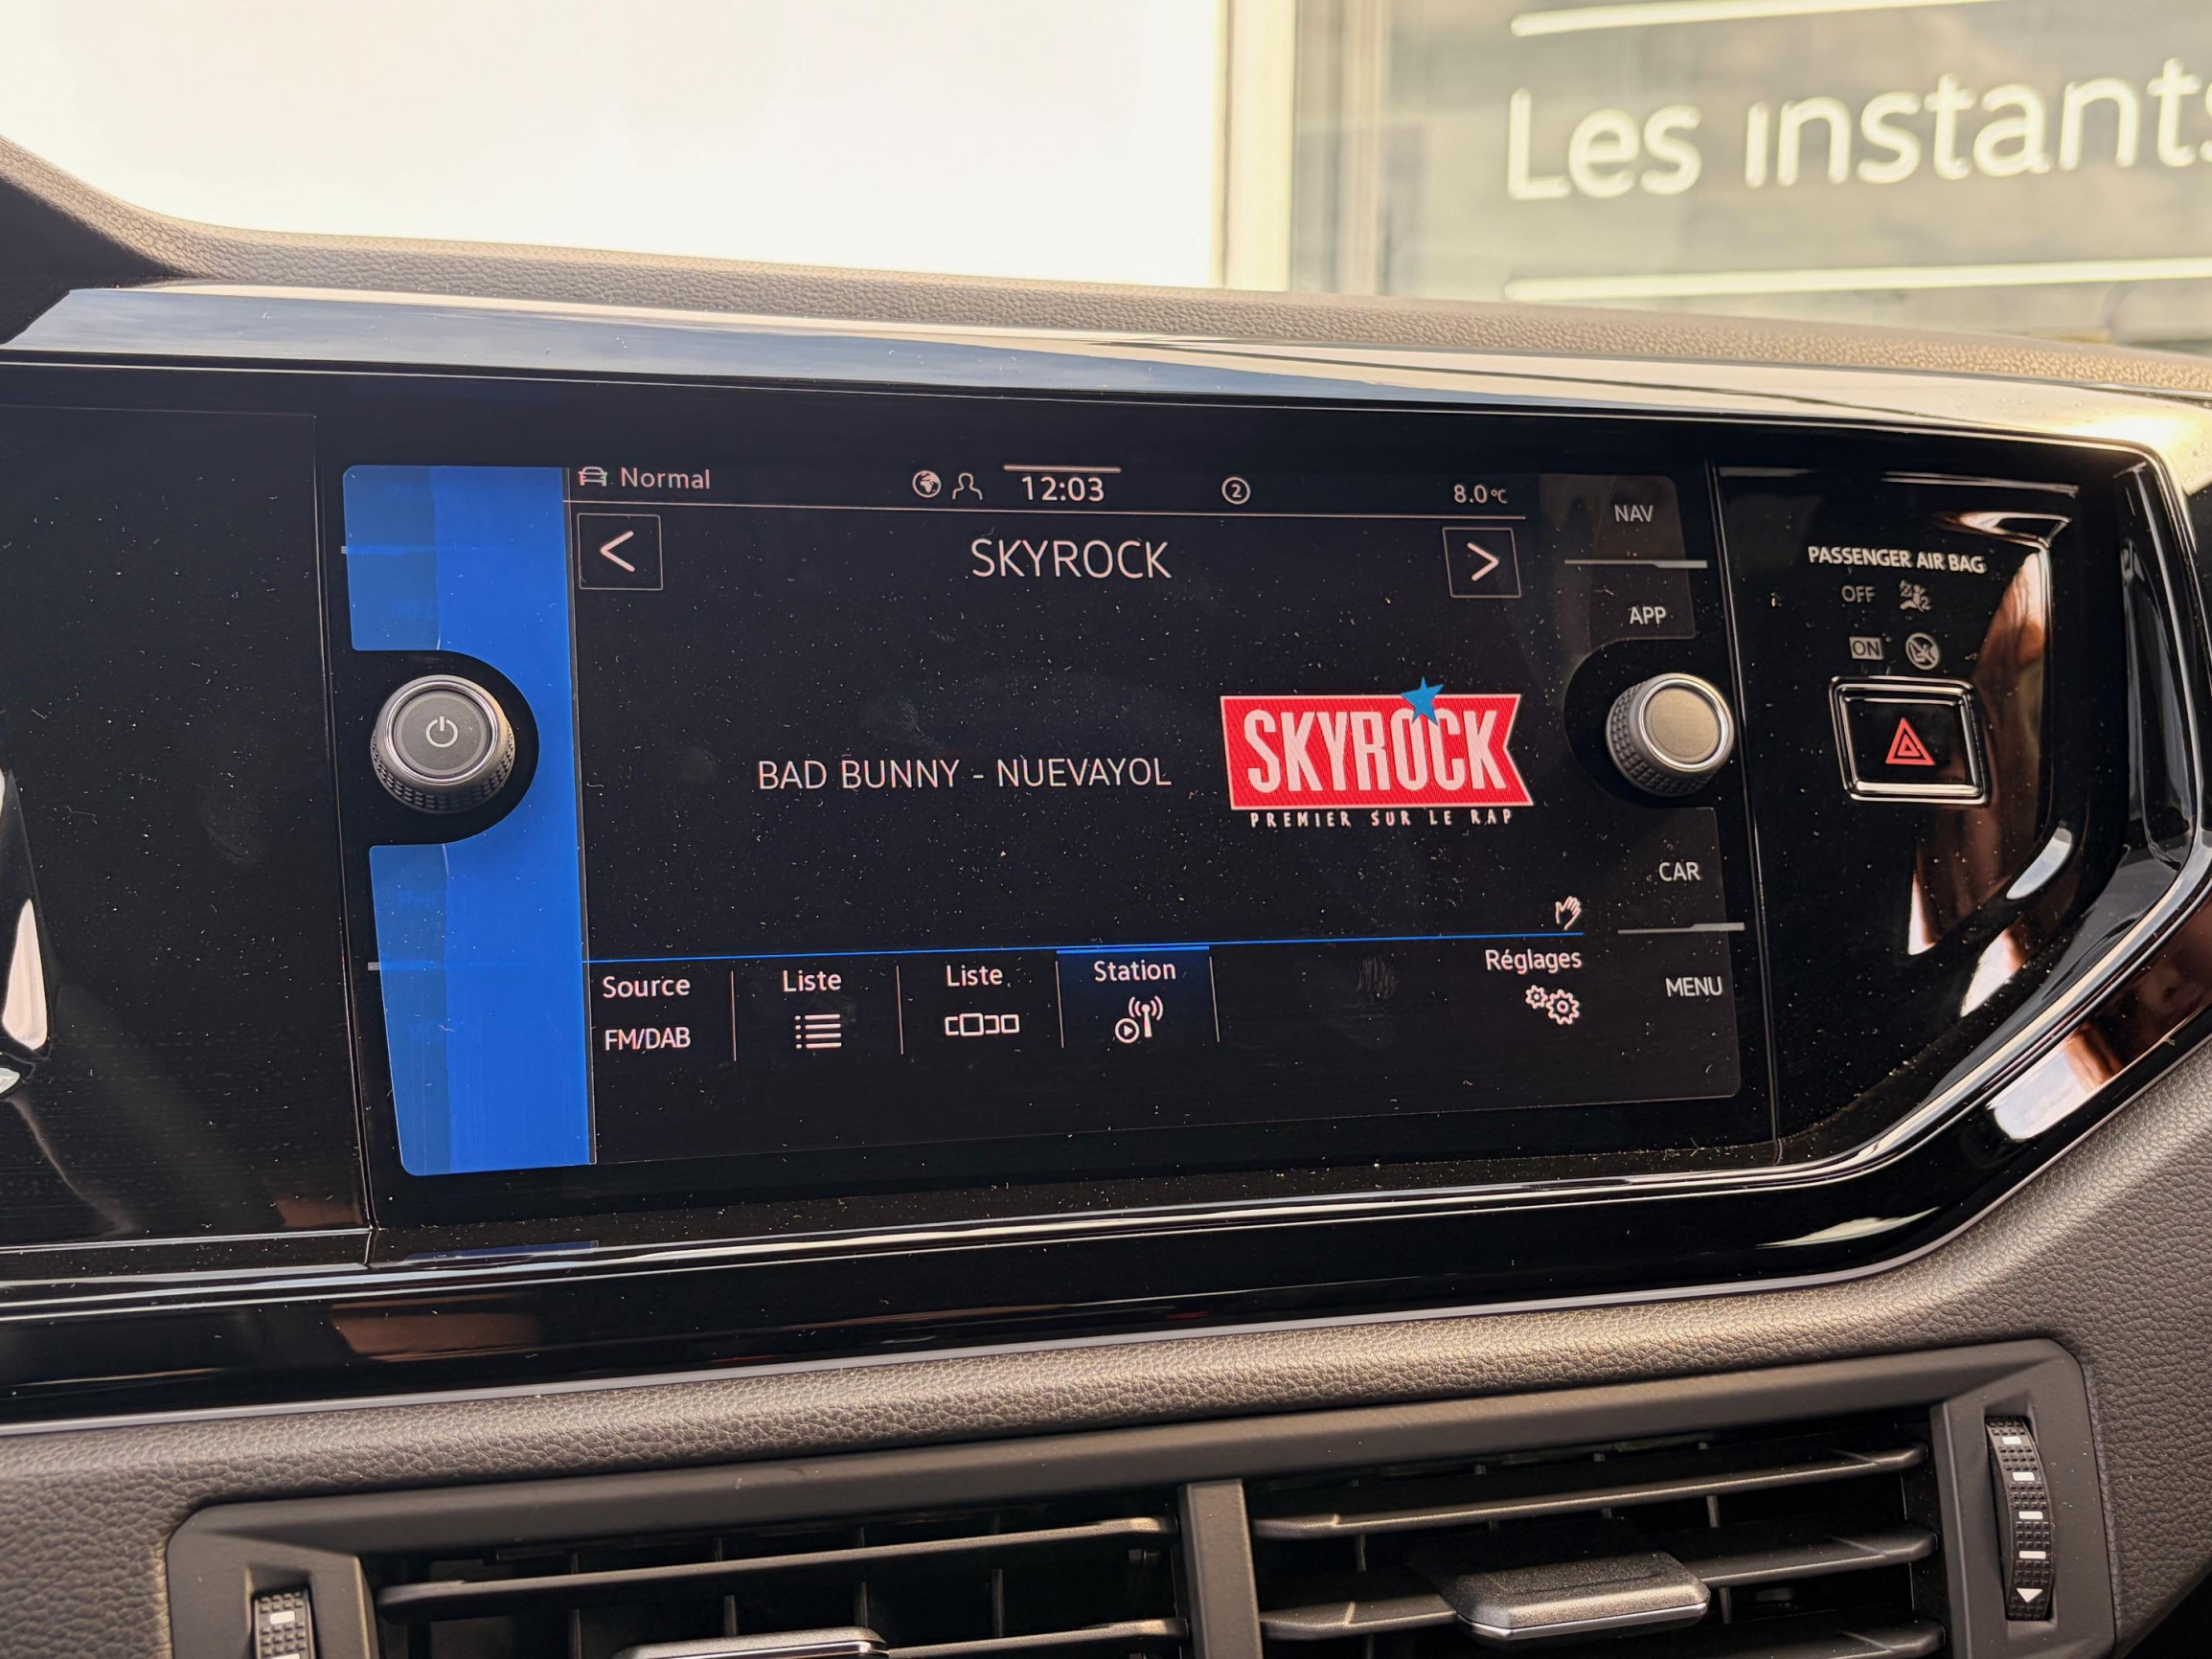 Les instants
Normal
12:03
2
8.0°C
NAV
SKYROCK
APP
PASSENGER AIR BAG
OFF
ON
SKYROCK
PREMIER SUR LE RAP
BAD BUNNY - NUEVAYOL
CAR
MENU
Source
Liste
Liste
Station
Réglages
FM/DAB